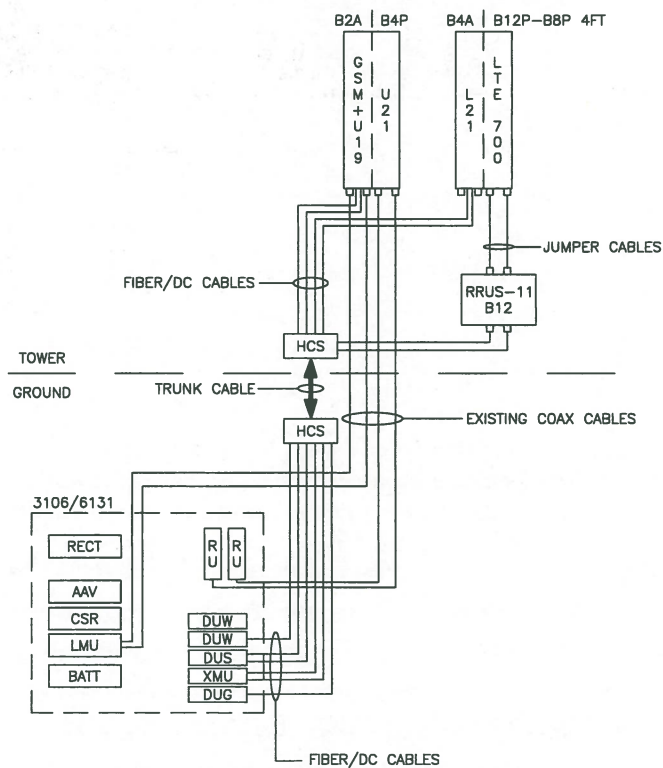 B2A B4P
B4A B12P-B8P 4FT
GSM+U19
U21
L21
LTE 700
JUMPER CABLES
FIBER/DC CABLES
RRUS-11
B12
HCS
TOWER
GROUND
TRUNK CABLE
HCS
EXISTING COAX CABLES
3106/6131
RECT
RU
RU
AAV
CSR
LMU
BATT
DUW
DUW
DUS
XMU
DUG
FIBER/DC CABLES